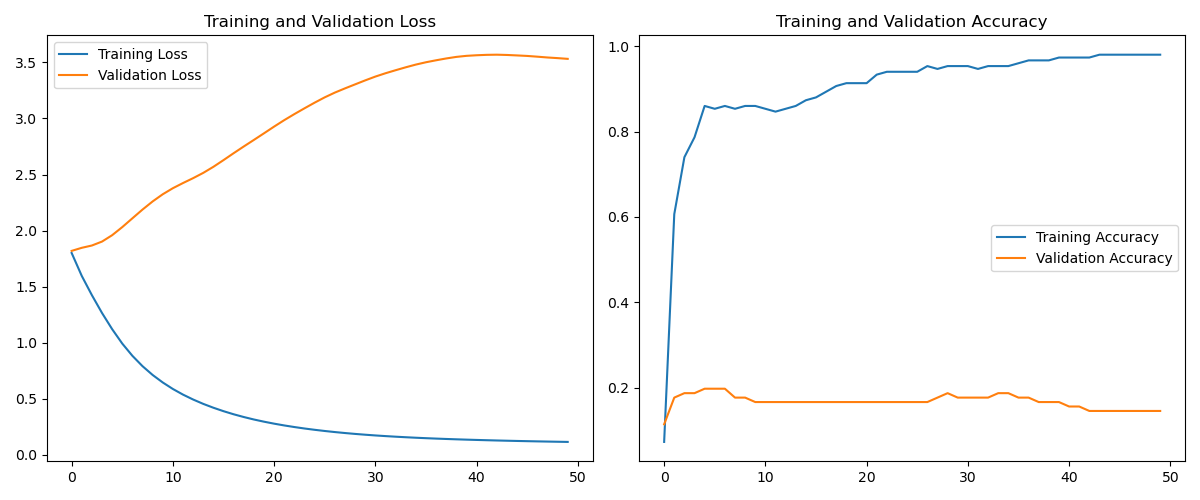 Training and Validation Loss
Training Loss
Validation Loss
3.5
3.0
2.5
2.0
1.5
1.0
0.5
0.0
0 10 20 30 40 50
Training and Validation Accuracy
1.0
0.8
0.6
0.4
0.2
Training Accuracy
Validation Accuracy
0 10 20 30 40 50